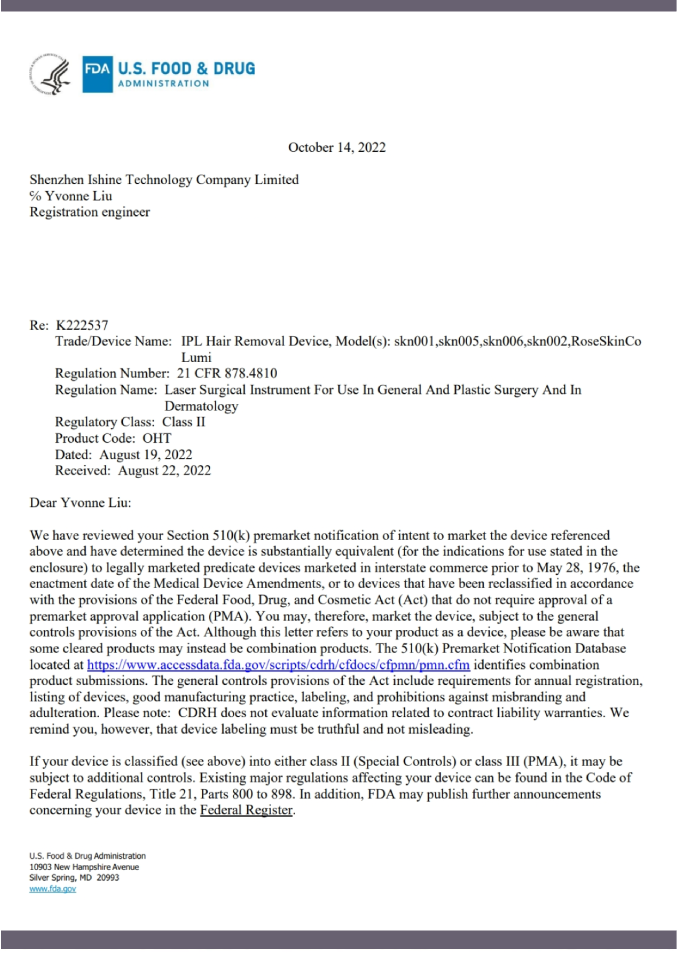 FDA U.S. FOOD & DRUG
ADMINISTRATION
October 14, 2022
Shenzhen Ishine Technology Company Limited
℅ Yvonne Liu
Registration engineer
Re: K222537
Trade/Device Name: IPL Hair Removal Device, Model(s): skn001,skn005,skn006,skn002,RoseSkinCo
Lumi
Regulation Number: 21 CFR 878.4810
Regulation Name: Laser Surgical Instrument For Use In General And Plastic Surgery And In
Dermatology
Regulatory Class: Class II
Product Code: OHT
Dated: August 19, 2022
Received: August 22, 2022
Dear Yvonne Liu:
We have reviewed your Section 510(k) premarket notification of intent to market the device referenced
above and have determined the device is substantially equivalent (for the indications for use stated in the
enclosure) to legally marketed predicate devices marketed in interstate commerce prior to May 28, 1976, the
enactment date of the Medical Device Amendments, or to devices that have been reclassified in accordance
with the provisions of the Federal Food, Drug, and Cosmetic Act (Act) that do not require approval of a
premarket approval application (PMA). You may, therefore, market the device, subject to the general
controls provisions of the Act. Although this letter refers to your product as a device, please be aware that
some cleared products may instead be combination products. The 510(k) Premarket Notification Database
located at https://www.accessdata.fda.gov/scripts/cdrh/cfdocs/cfpmn/pmn.cfm identifies combination
product submissions. The general controls provisions of the Act include requirements for annual registration,
listing of devices, good manufacturing practice, labeling, and prohibitions against misbranding and
adulteration. Please note: CDRH does not evaluate information related to contract liability warranties. We
remind you, however, that device labeling must be truthful and not misleading.
If your device is classified (see above) into either class II (Special Controls) or class III (PMA), it may be
subject to additional controls. Existing major regulations affecting your device can be found in the Code of
Federal Regulations, Title 21, Parts 800 to 898. In addition, FDA may publish further announcements
concerning your device in the Federal Register.
U.S. Food & Drug Administration
10903 New Hampshire Avenue
Silver Spring, MD 20993
www.fda.gov